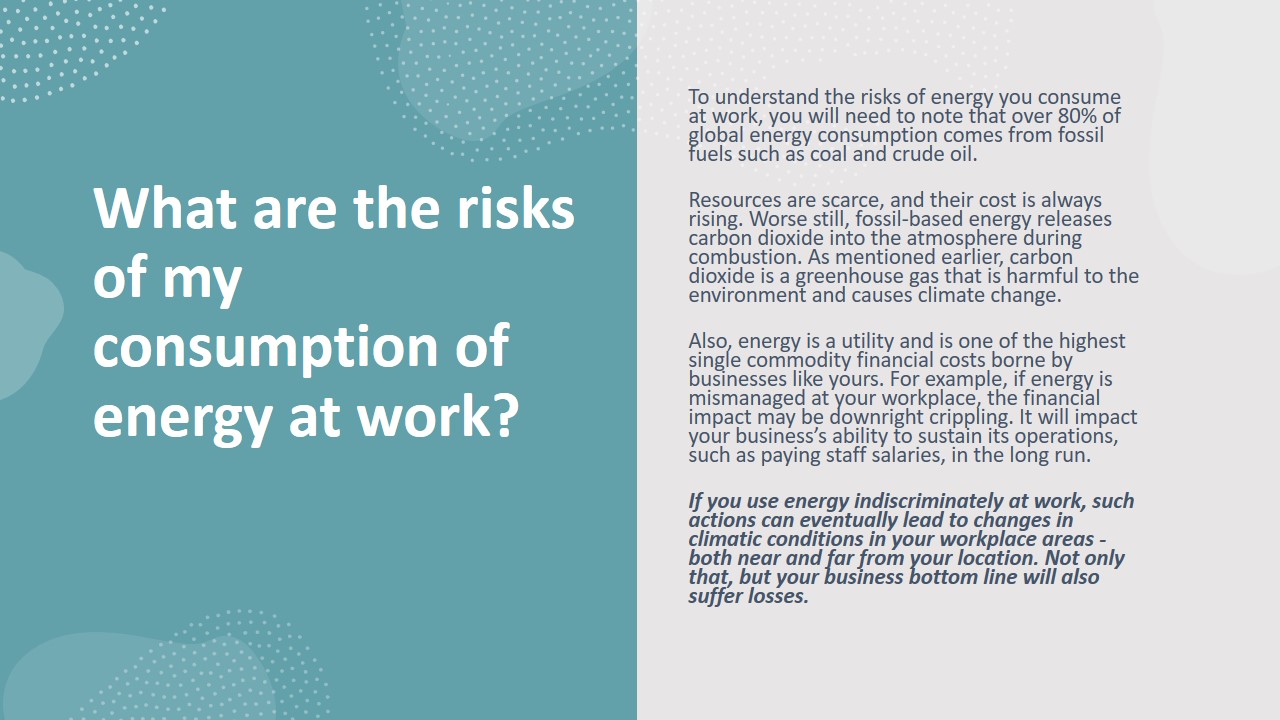 What are the risks
of my
consumption of
energy at work?
To understand the risks of energy you consume
at work, you will need to note that over 80% of
global energy consumption comes from fossil
fuels such as coal and crude oil.
Resources are scarce, and their cost is always
rising. Worse still, fossil-based energy releases
carbon dioxide into the atmosphere during
combustion. As mentioned earlier, carbon
dioxide is a greenhouse gas that is harmful to the
environment and causes climate change.
Also, energy is a utility and is one of the highest
single commodity financial costs borne by
businesses like yours. For example, if energy is
mismanaged at your workplace, the financial
impact may be downright crippling. It will impact
your business’s ability to sustain its operations,
such as paying staff salaries, in the long run.
If you use energy indiscriminately at work, such
actions can eventually lead to changes in
climatic conditions in your workplace areas -
both near and far from your location. Not only
that, but your business bottom line will also
suffer losses.